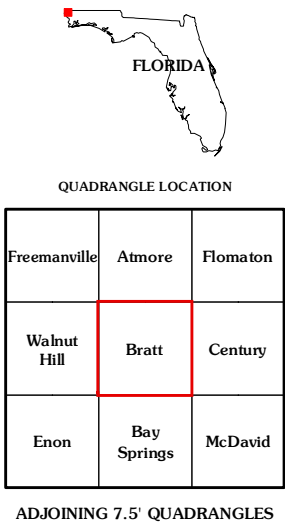 FLORIDA
QUADRANGLE LOCATION
Freemanville Atmore Flomaton
Walnut
Hill
Bratt
Century
Enon
Bay
Springs
McDavid
ADJOINING 7.5' QUADRANGLES